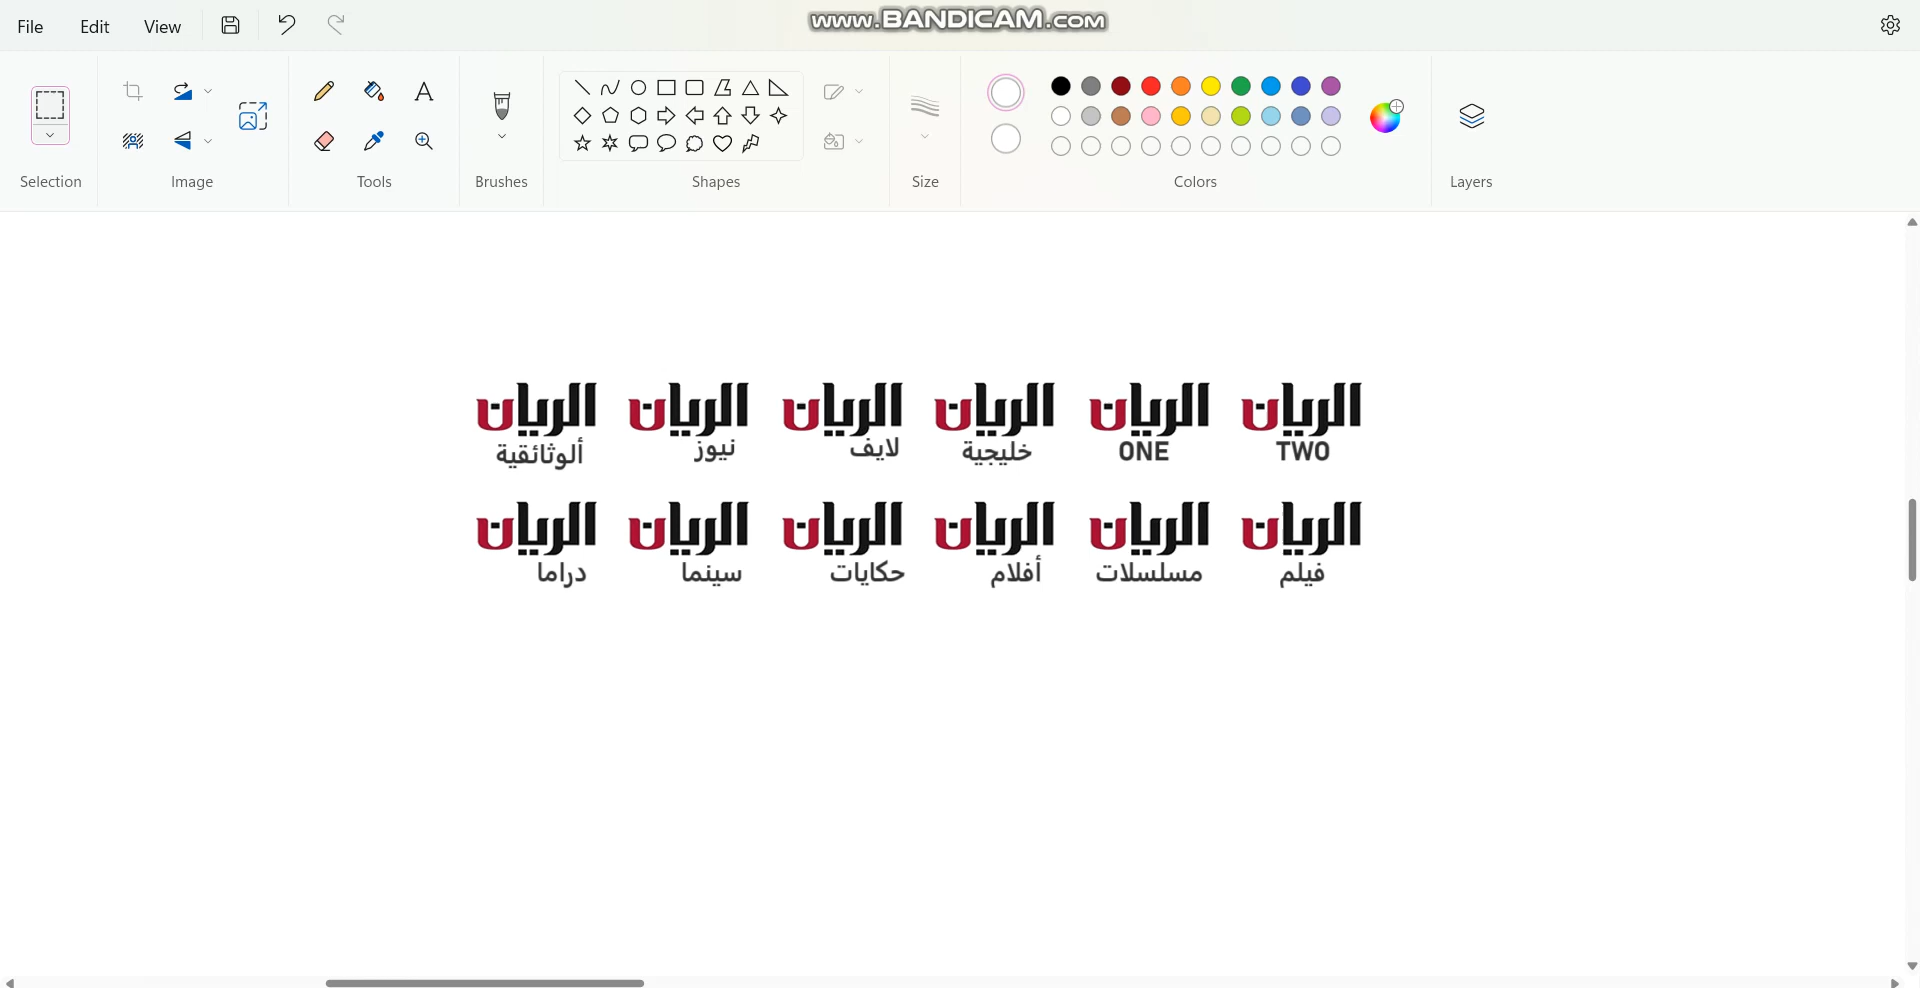 File Edit View
www.BANDICAM.com
Selection Image Tools Brushes Shapes Size Colors Layers
الريان الريان الريان الريان الريان الريان
ألوثائقية نيوز لايف خليجية ONE TWO
الريان الريان الريان الريان الريان الريان
دراما سينما حكايات أفلام مسلسلات فيلم